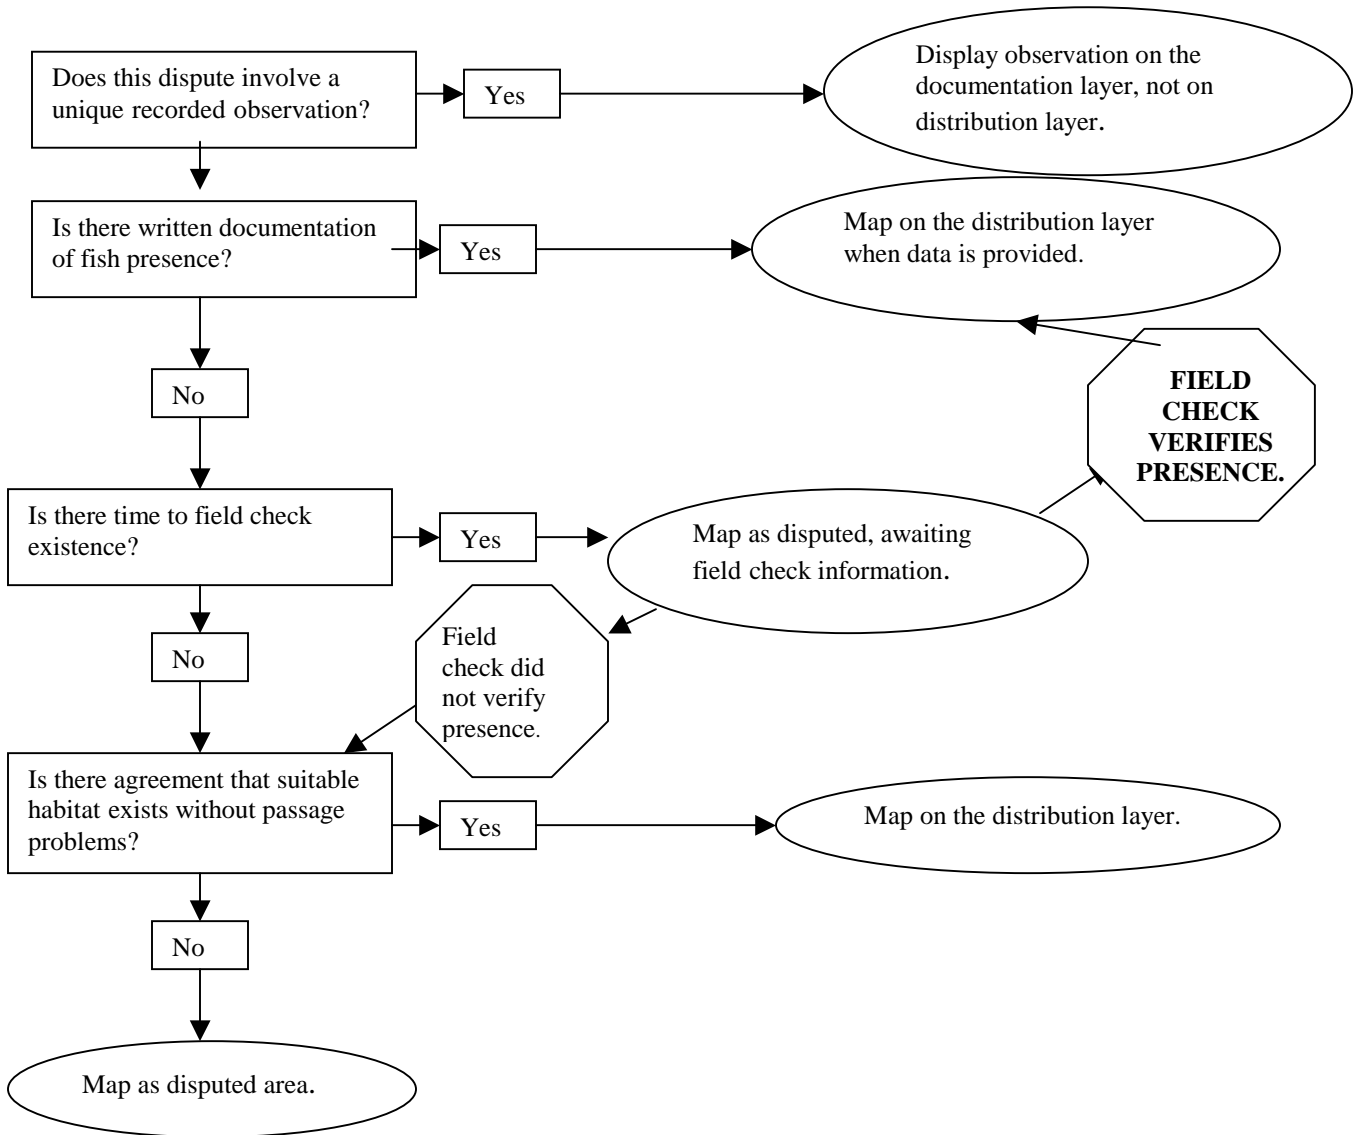 Does this dispute involve a
unique recorded observation?
Yes
Display observation on the
documentation layer, not on
distribution layer.
Is there written documentation
of fish presence?
Yes
Map on the distribution layer
when data is provided.
No
FIELD
CHECK
VERIFIES
PRESENCE.
Is there time to field check
existence?
Yes
Map as disputed, awaiting
field check information.
No
Field
check did
not verify
presence.
Is there agreement that suitable
habitat exists without passage
problems?
Yes
Map on the distribution layer.
No
Map as disputed area.